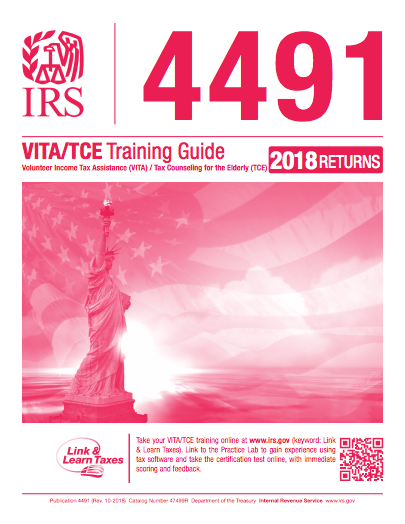 IRS
4491
VITA/TCE Training Guide
Volunteer Income Tax Assistance (VITA) / Tax Counseling for the Elderly (TCE)
2018 RETURNS
Link &
Learn Taxes
Take your VITA/TCE training online at www.irs.gov (keyword: Link
& Learn Taxes). Link to the Practice Lab to gain experience using
tax software and take the certification test online, with immediate
scoring and feedback.
Publication 4491 (Rev. 10-2018) Catalog Number 47499R Department of the Treasury Internal Revenue Service www.irs.gov